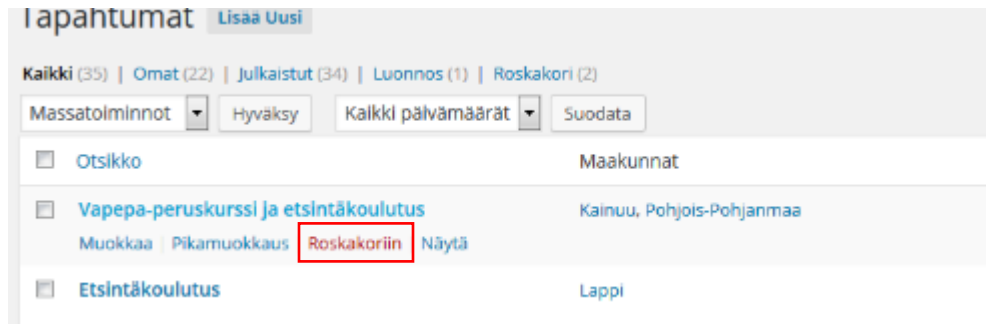 Tapahtumat Lisää Uusi
Kaikki (35) | Omat (22) | Julkaistut (34) | Luonnos (1) | Roskakori (2)
Massatoiminnot Hyväksy Kaikki päivämäärät Suodata
Otsikko Maakunnat
Vapepa-peruskurssi ja etsintäkoulutus Kainuu, Pohjois-Pohjanmaa
Muokkaa | Pikamuokkaus Roskakoriin Näytä
Etsintäkoulutus Lappi